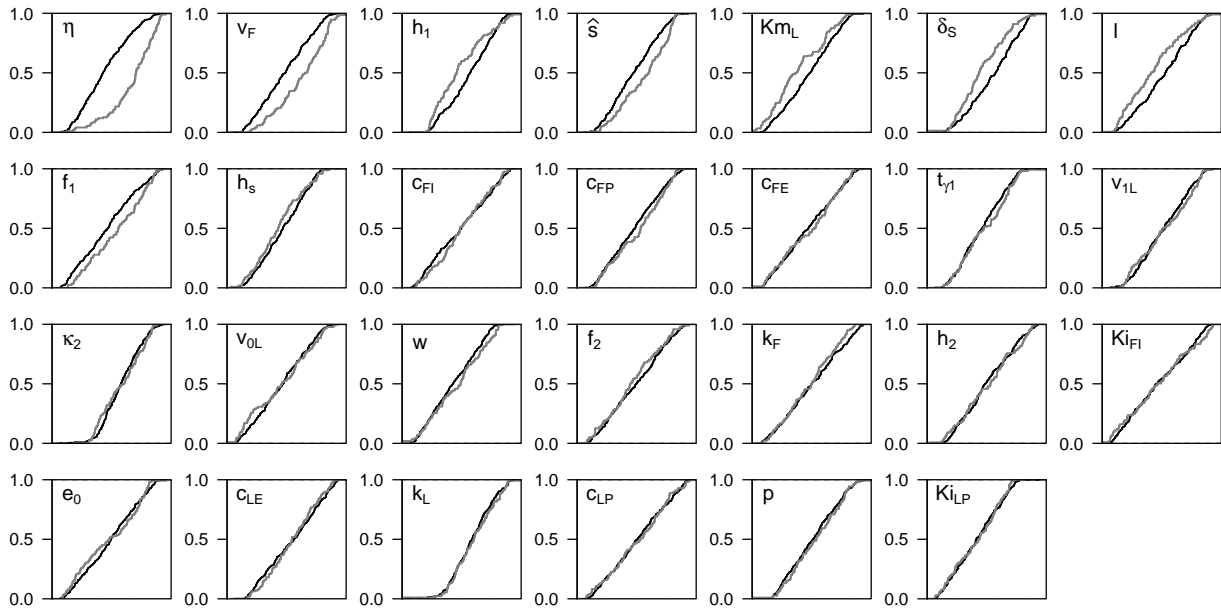 1.0 η 1.0 v_F 1.0 h_1 1.0 ŝ 1.0 Km_L 1.0 δ_S 1.0 l
0.5 0.5 0.5 0.5 0.5 0.5 0.5
0.0 0.0 0.0 0.0 0.0 0.0 0.0
1.0 f_1 1.0 h_s 1.0 c_FI 1.0 c_FP 1.0 c_FE 1.0 t_γ1 1.0 v_1L
0.5 0.5 0.5 0.5 0.5 0.5 0.5
0.0 0.0 0.0 0.0 0.0 0.0 0.0
1.0 κ_2 1.0 v_0L 1.0 w 1.0 f_2 1.0 k_F 1.0 h_2 1.0 Ki_FI
0.5 0.5 0.5 0.5 0.5 0.5 0.5
0.0 0.0 0.0 0.0 0.0 0.0 0.0
1.0 e_0 1.0 c_LE 1.0 k_L 1.0 c_LP 1.0 p 1.0 Ki_LP
0.5 0.5 0.5 0.5 0.5 0.5
0.0 0.0 0.0 0.0 0.0 0.0